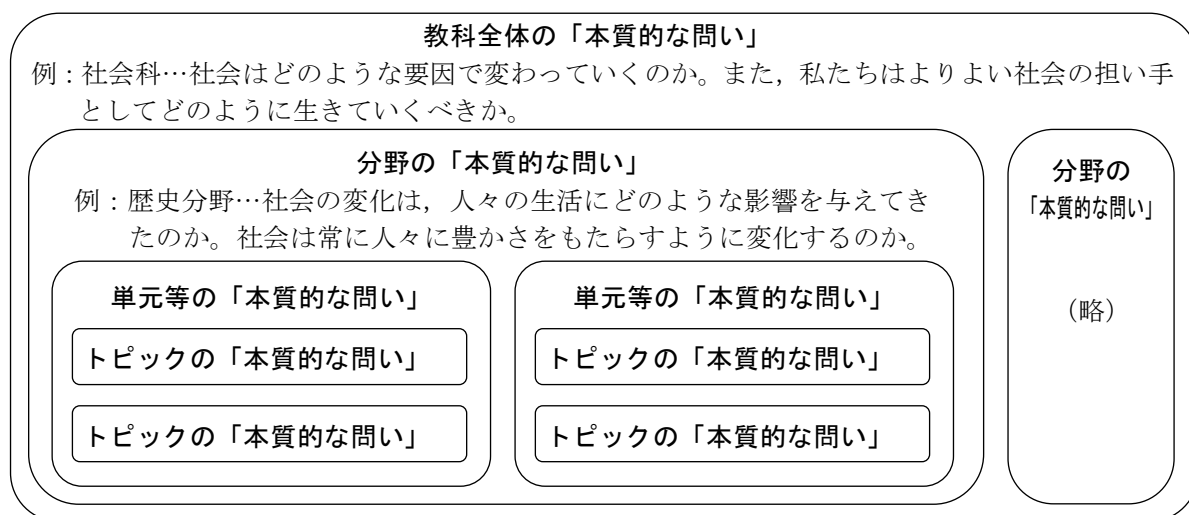 教科全体の「本質的な問い」
例：社会科…社会はどのような要因で変わっていくのか。また，私たちはよりよい社会の担い手
としてどのように生きていくべきか。
分野の「本質的な問い」
例：歴史分野…社会の変化は，人々の生活にどのような影響を与えてき
たのか。社会は常に人々に豊かさをもたらすように変化するのか。
単元等の「本質的な問い」
トピックの「本質的な問い」
トピックの「本質的な問い」
単元等の「本質的な問い」
トピックの「本質的な問い」
トピックの「本質的な問い」
分野の
「本質的な問い」
（略）